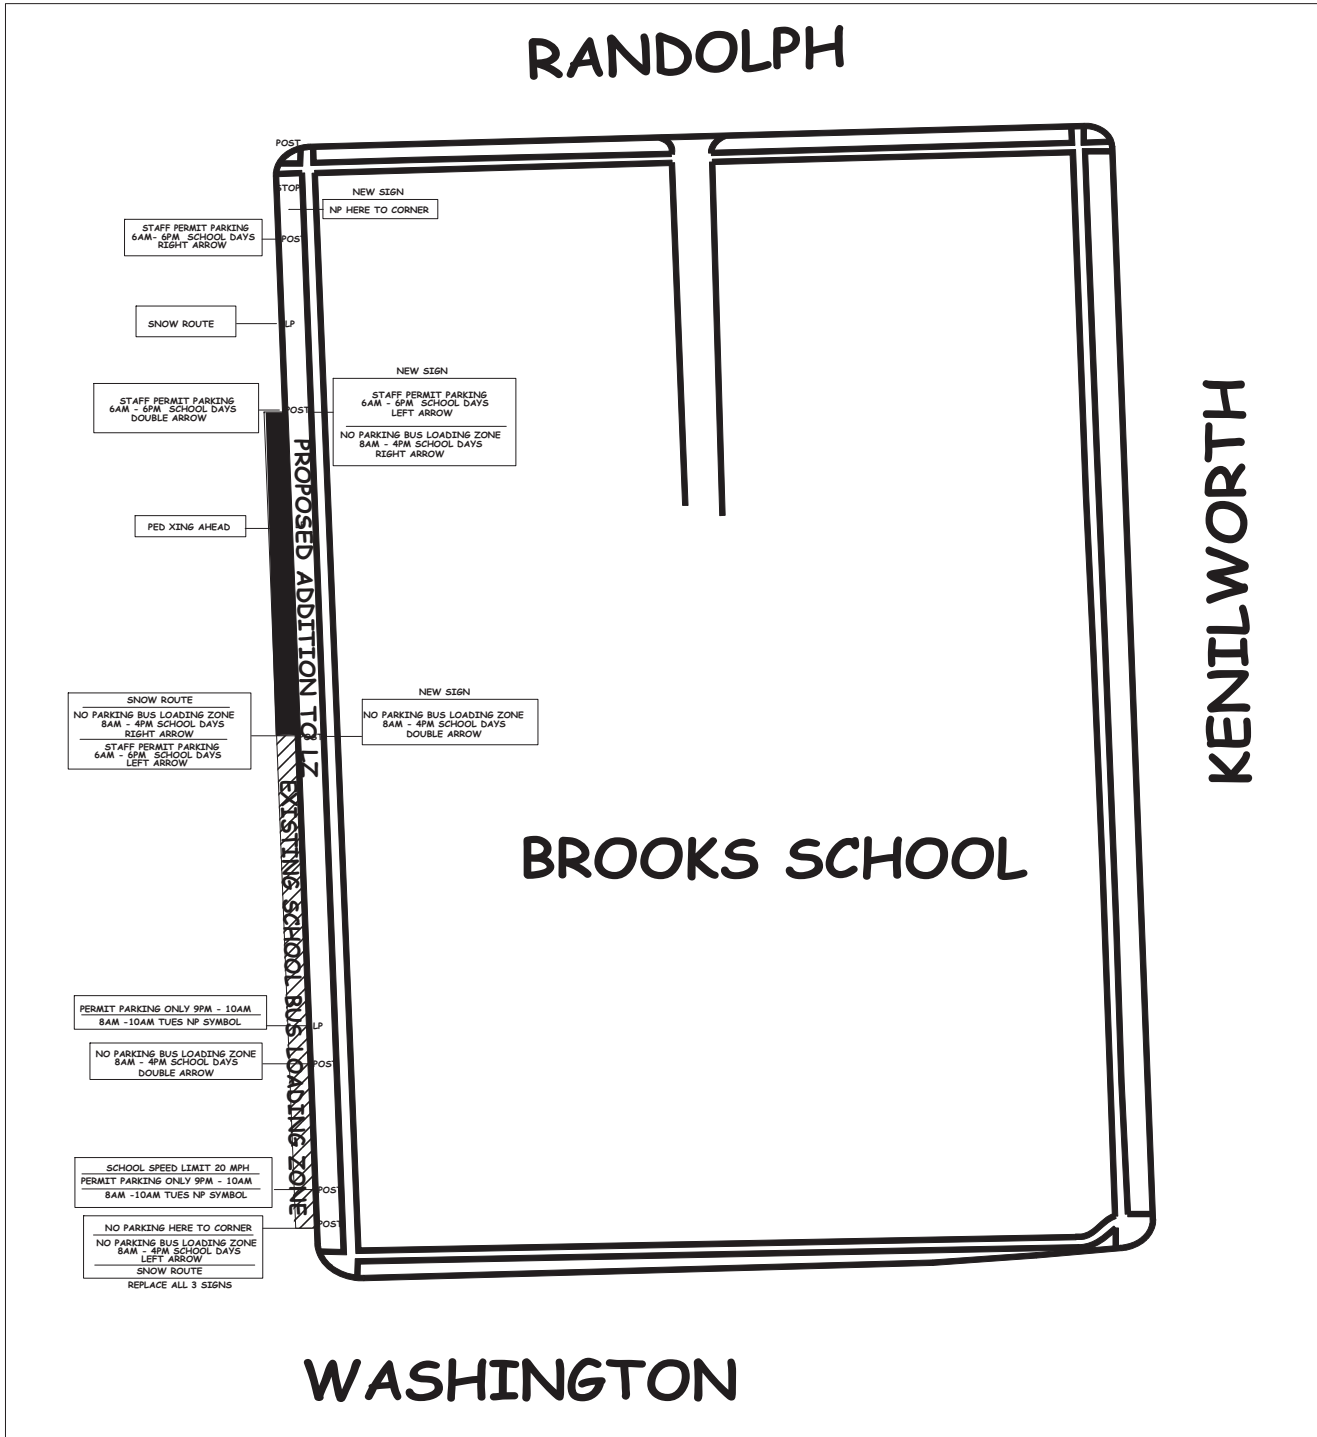 RANDOLPH
POST
STOP
NEW SIGN
NP HERE TO CORNER
STAFF PERMIT PARKING
6AM- 6PM SCHOOL DAYS
RIGHT ARROW
POST
SNOW ROUTE
LP
NEW SIGN
STAFF PERMIT PARKING
6AM - 6PM SCHOOL DAYS
LEFT ARROW
NO PARKING BUS LOADING ZONE
8AM - 4PM SCHOOL DAYS
RIGHT ARROW
STAFF PERMIT PARKING
6AM - 6PM SCHOOL DAYS
DOUBLE ARROW
POST
PROPOSED ADDITION TO LZ
KENILWORTH
PED XING AHEAD
SNOW ROUTE
NO PARKING BUS LOADING ZONE
8AM - 4PM SCHOOL DAYS
RIGHT ARROW
STAFF PERMIT PARKING
6AM - 6PM SCHOOL DAYS
LEFT ARROW
POST
NEW SIGN
NO PARKING BUS LOADING ZONE
8AM - 4PM SCHOOL DAYS
DOUBLE ARROW
EXISTING SCHOOL BUS LOADING ZONE
BROOKS SCHOOL
PERMIT PARKING ONLY 9PM - 10AM
8AM -10AM TUES NP SYMBOL
LP
NO PARKING BUS LOADING ZONE
8AM - 4PM SCHOOL DAYS
DOUBLE ARROW
POST
SCHOOL SPEED LIMIT 20 MPH
PERMIT PARKING ONLY 9PM - 10AM
8AM -10AM TUES NP SYMBOL
POST
NO PARKING HERE TO CORNER
NO PARKING BUS LOADING ZONE
8AM - 4PM SCHOOL DAYS
LEFT ARROW
SNOW ROUTE
REPLACE ALL 3 SIGNS
POST
WASHINGTON